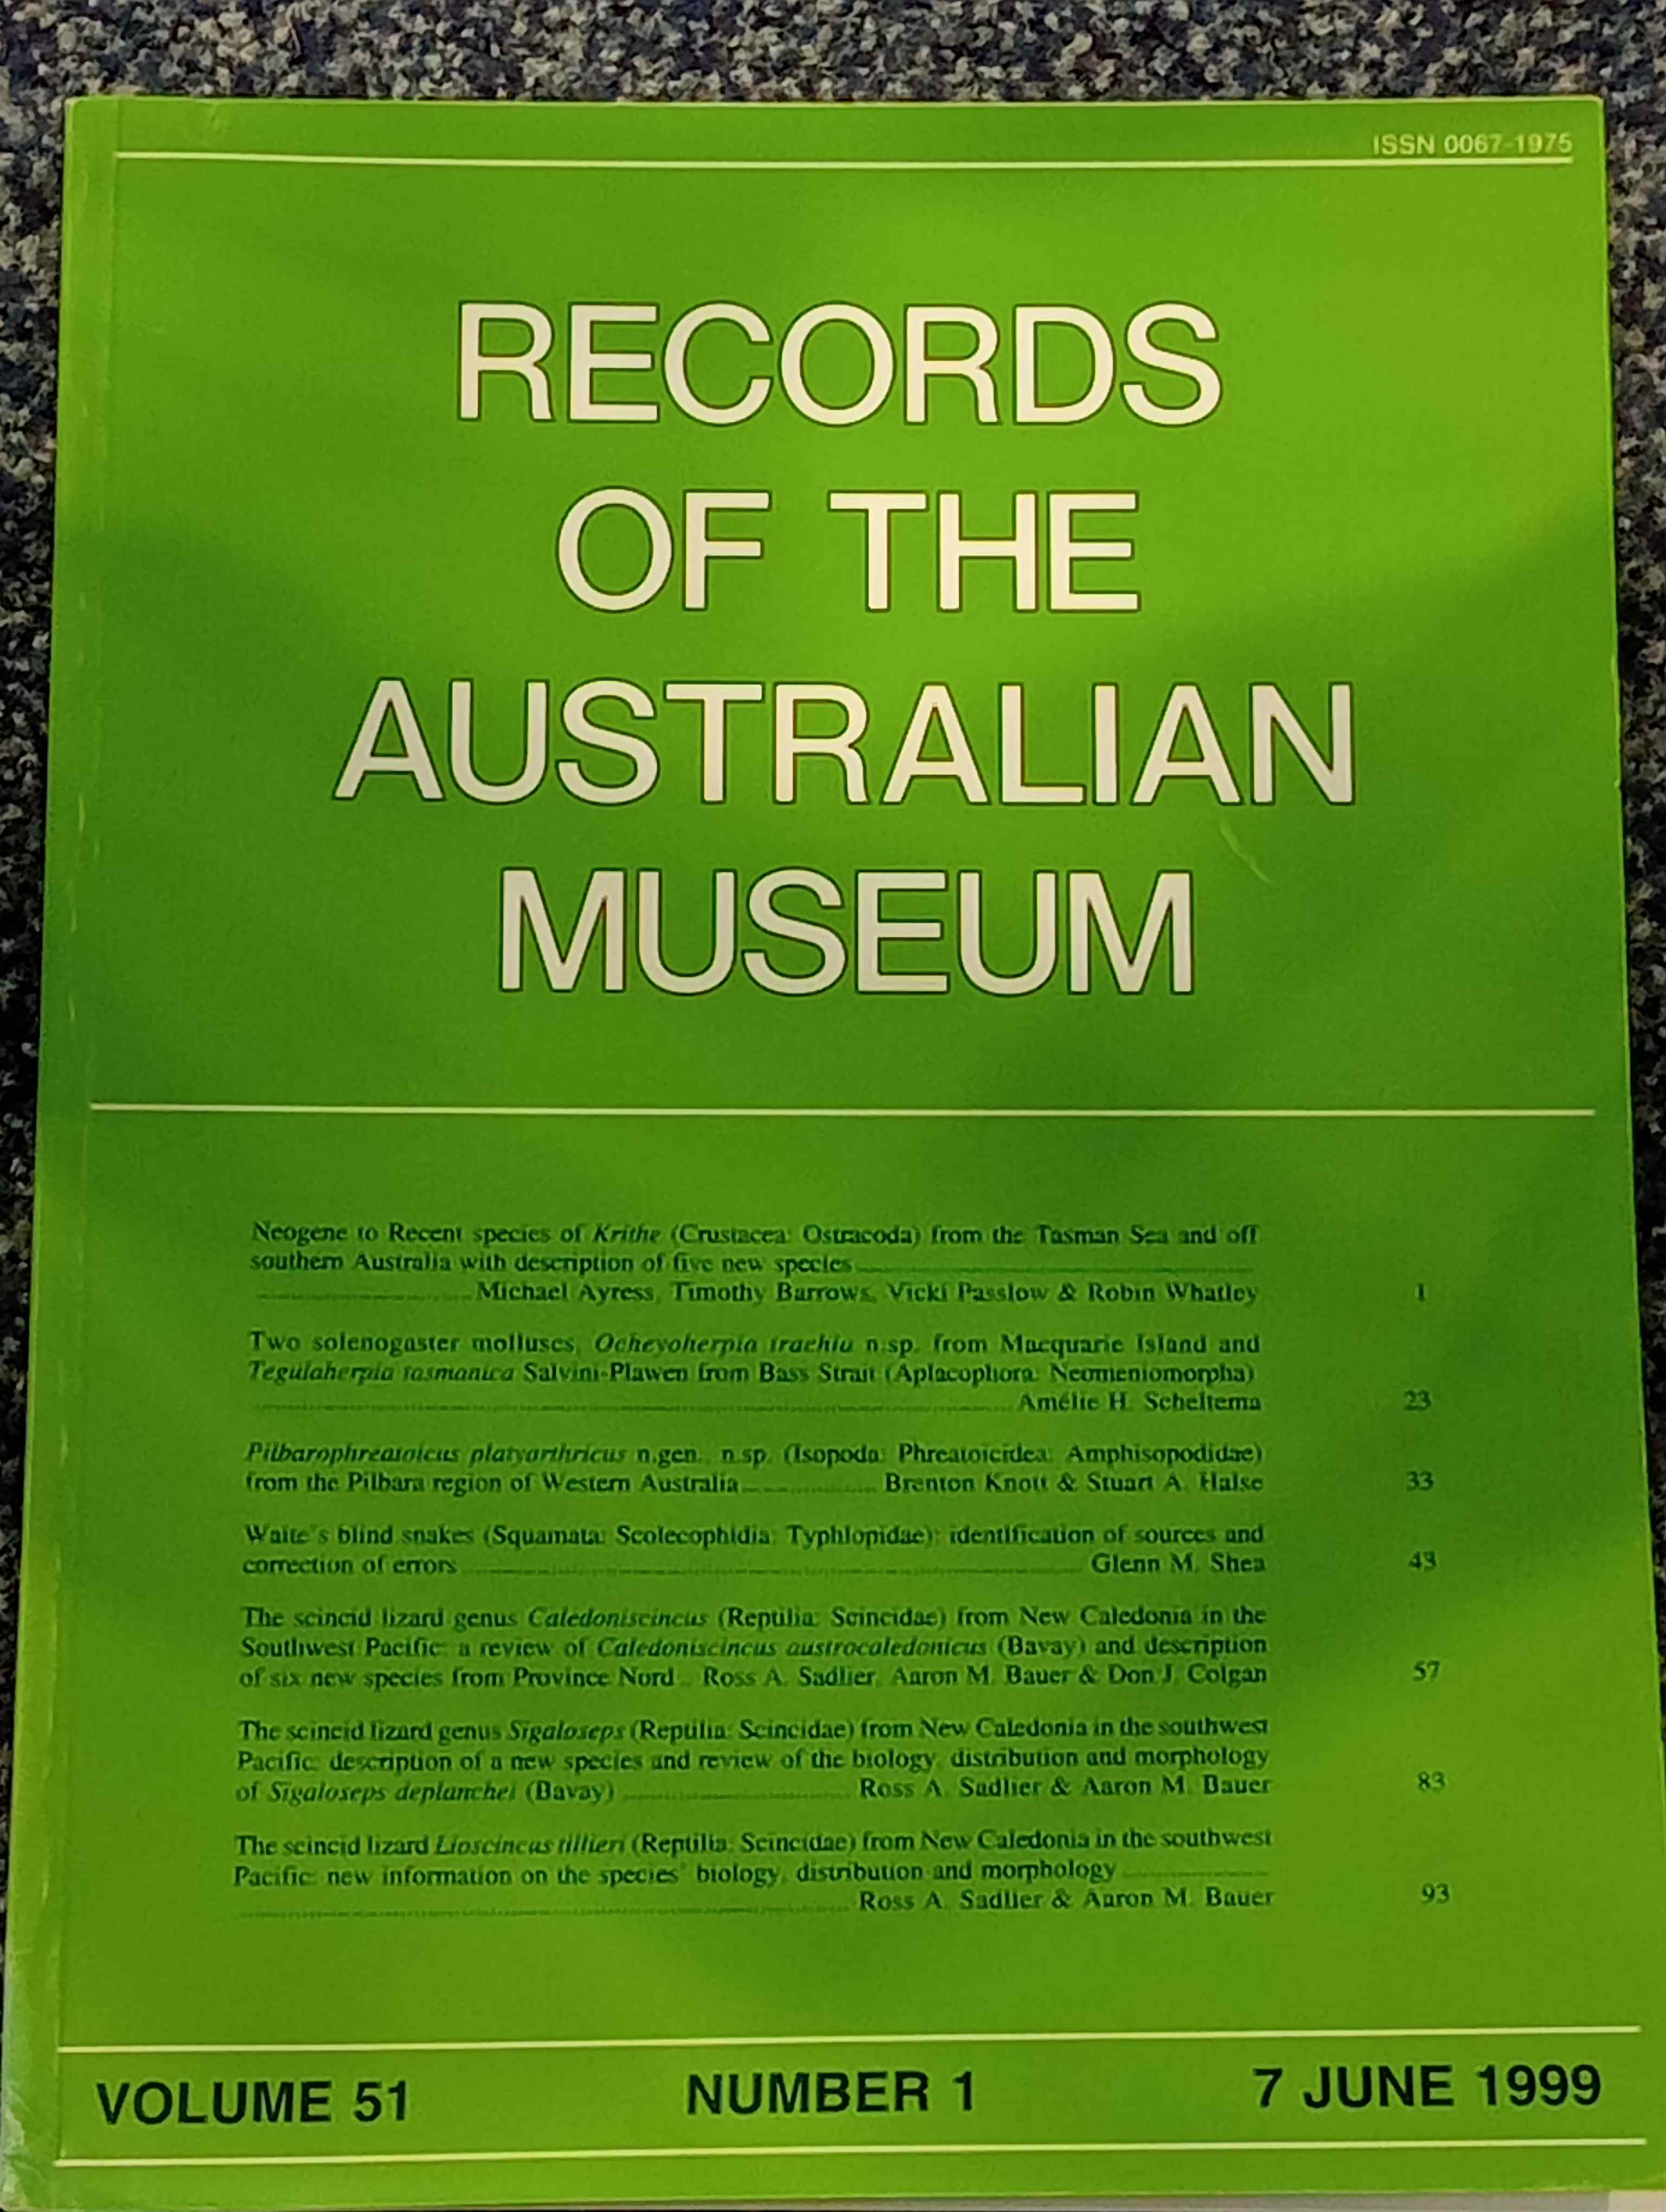 ISSN 0067-1975
RECORDS
OF THE
AUSTRALIAN
MUSEUM
Neogene to Recent species of Krithe (Crustacea: Ostracoda) from the Tasman Sea and off
southern Australia with description of five new species
Michael Ayress, Timothy Barrows, Vicki Passlow & Robin Whatley 1
Two solenogaster molluscs, Ocheyoherpia trachia n.sp. from Macquarie Island and
Tegulaherpia tasmanica Salvini-Plawen from Bass Strait (Aplacophora: Neomeniomorpha)
Amélie H. Scheltema 23
Pilbarophreatoicus platyarthricus n.gen., n.sp. (Isopoda: Phreatoicidea: Amphisopodidae)
from the Pilbara region of Western Australia Brenton Knott & Stuart A. Halse 33
Waite's blind snakes (Squamata: Scolecophidia: Typhlopidae): identification of sources and
correction of errors Glenn M. Shea 43
The scincid lizard genus Caledoniscincus (Reptilia: Scincidae) from New Caledonia in the
Southwest Pacific: a review of Caledoniscincus austrocaledonicus (Bavay) and description
of six new species from Province Nord .. Ross A. Sadlier, Aaron M. Bauer & Don J. Colgan 57
The scincid lizard genus Sigaloseps (Reptilia: Scincidae) from New Caledonia in the southwest
Pacific: description of a new species and review of the biology, distribution and morphology
of Sigaloseps deplanchei (Bavay) Ross A. Sadlier & Aaron M. Bauer 83
The scincid lizard Lioscincus tillieri (Reptilia: Scincidae) from New Caledonia in the southwest
Pacific: new information on the species' biology, distribution and morphology
Ross A. Sadlier & Aaron M. Bauer 93
VOLUME 51 NUMBER 1 7 JUNE 1999